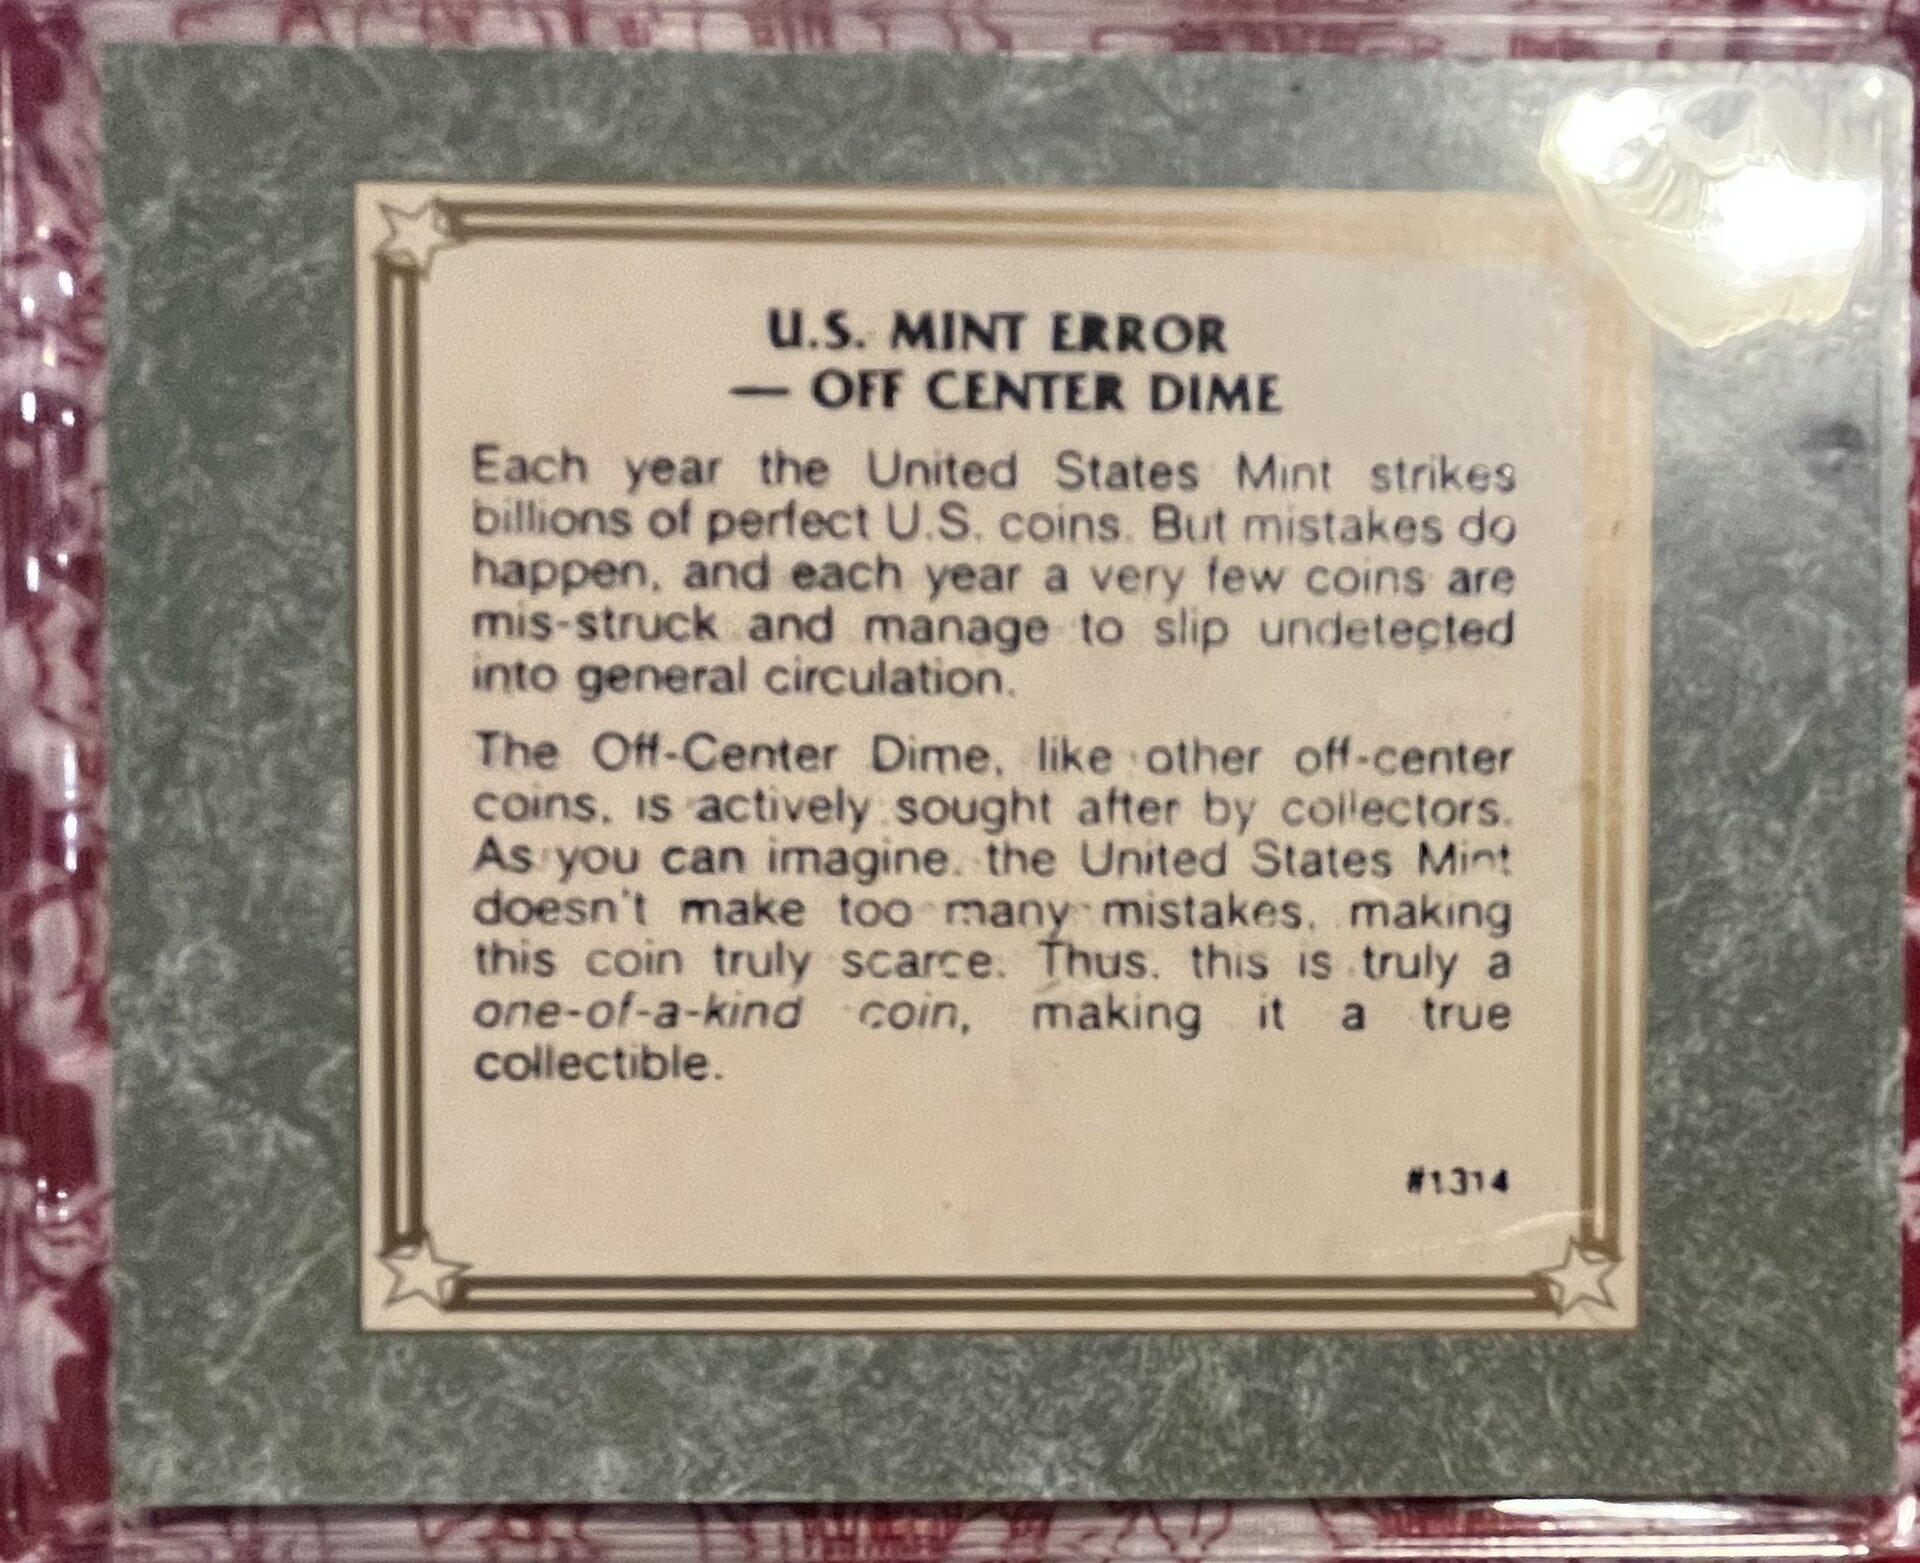 U.S. MINT ERROR
— OFF CENTER DIME
Each year the United States Mint strikes
billions of perfect U.S. coins. But mistakes do
happen, and each year a very few coins are
mis-struck and manage to slip undetected
into general circulation.
The Off-Center Dime, like other off-center
coins, is actively sought after by collectors.
As you can imagine, the United States Mint
doesn't make too many mistakes, making
this coin truly scarce. Thus, this is truly a
one-of-a-kind coin, making it a true
collectible.
#1314